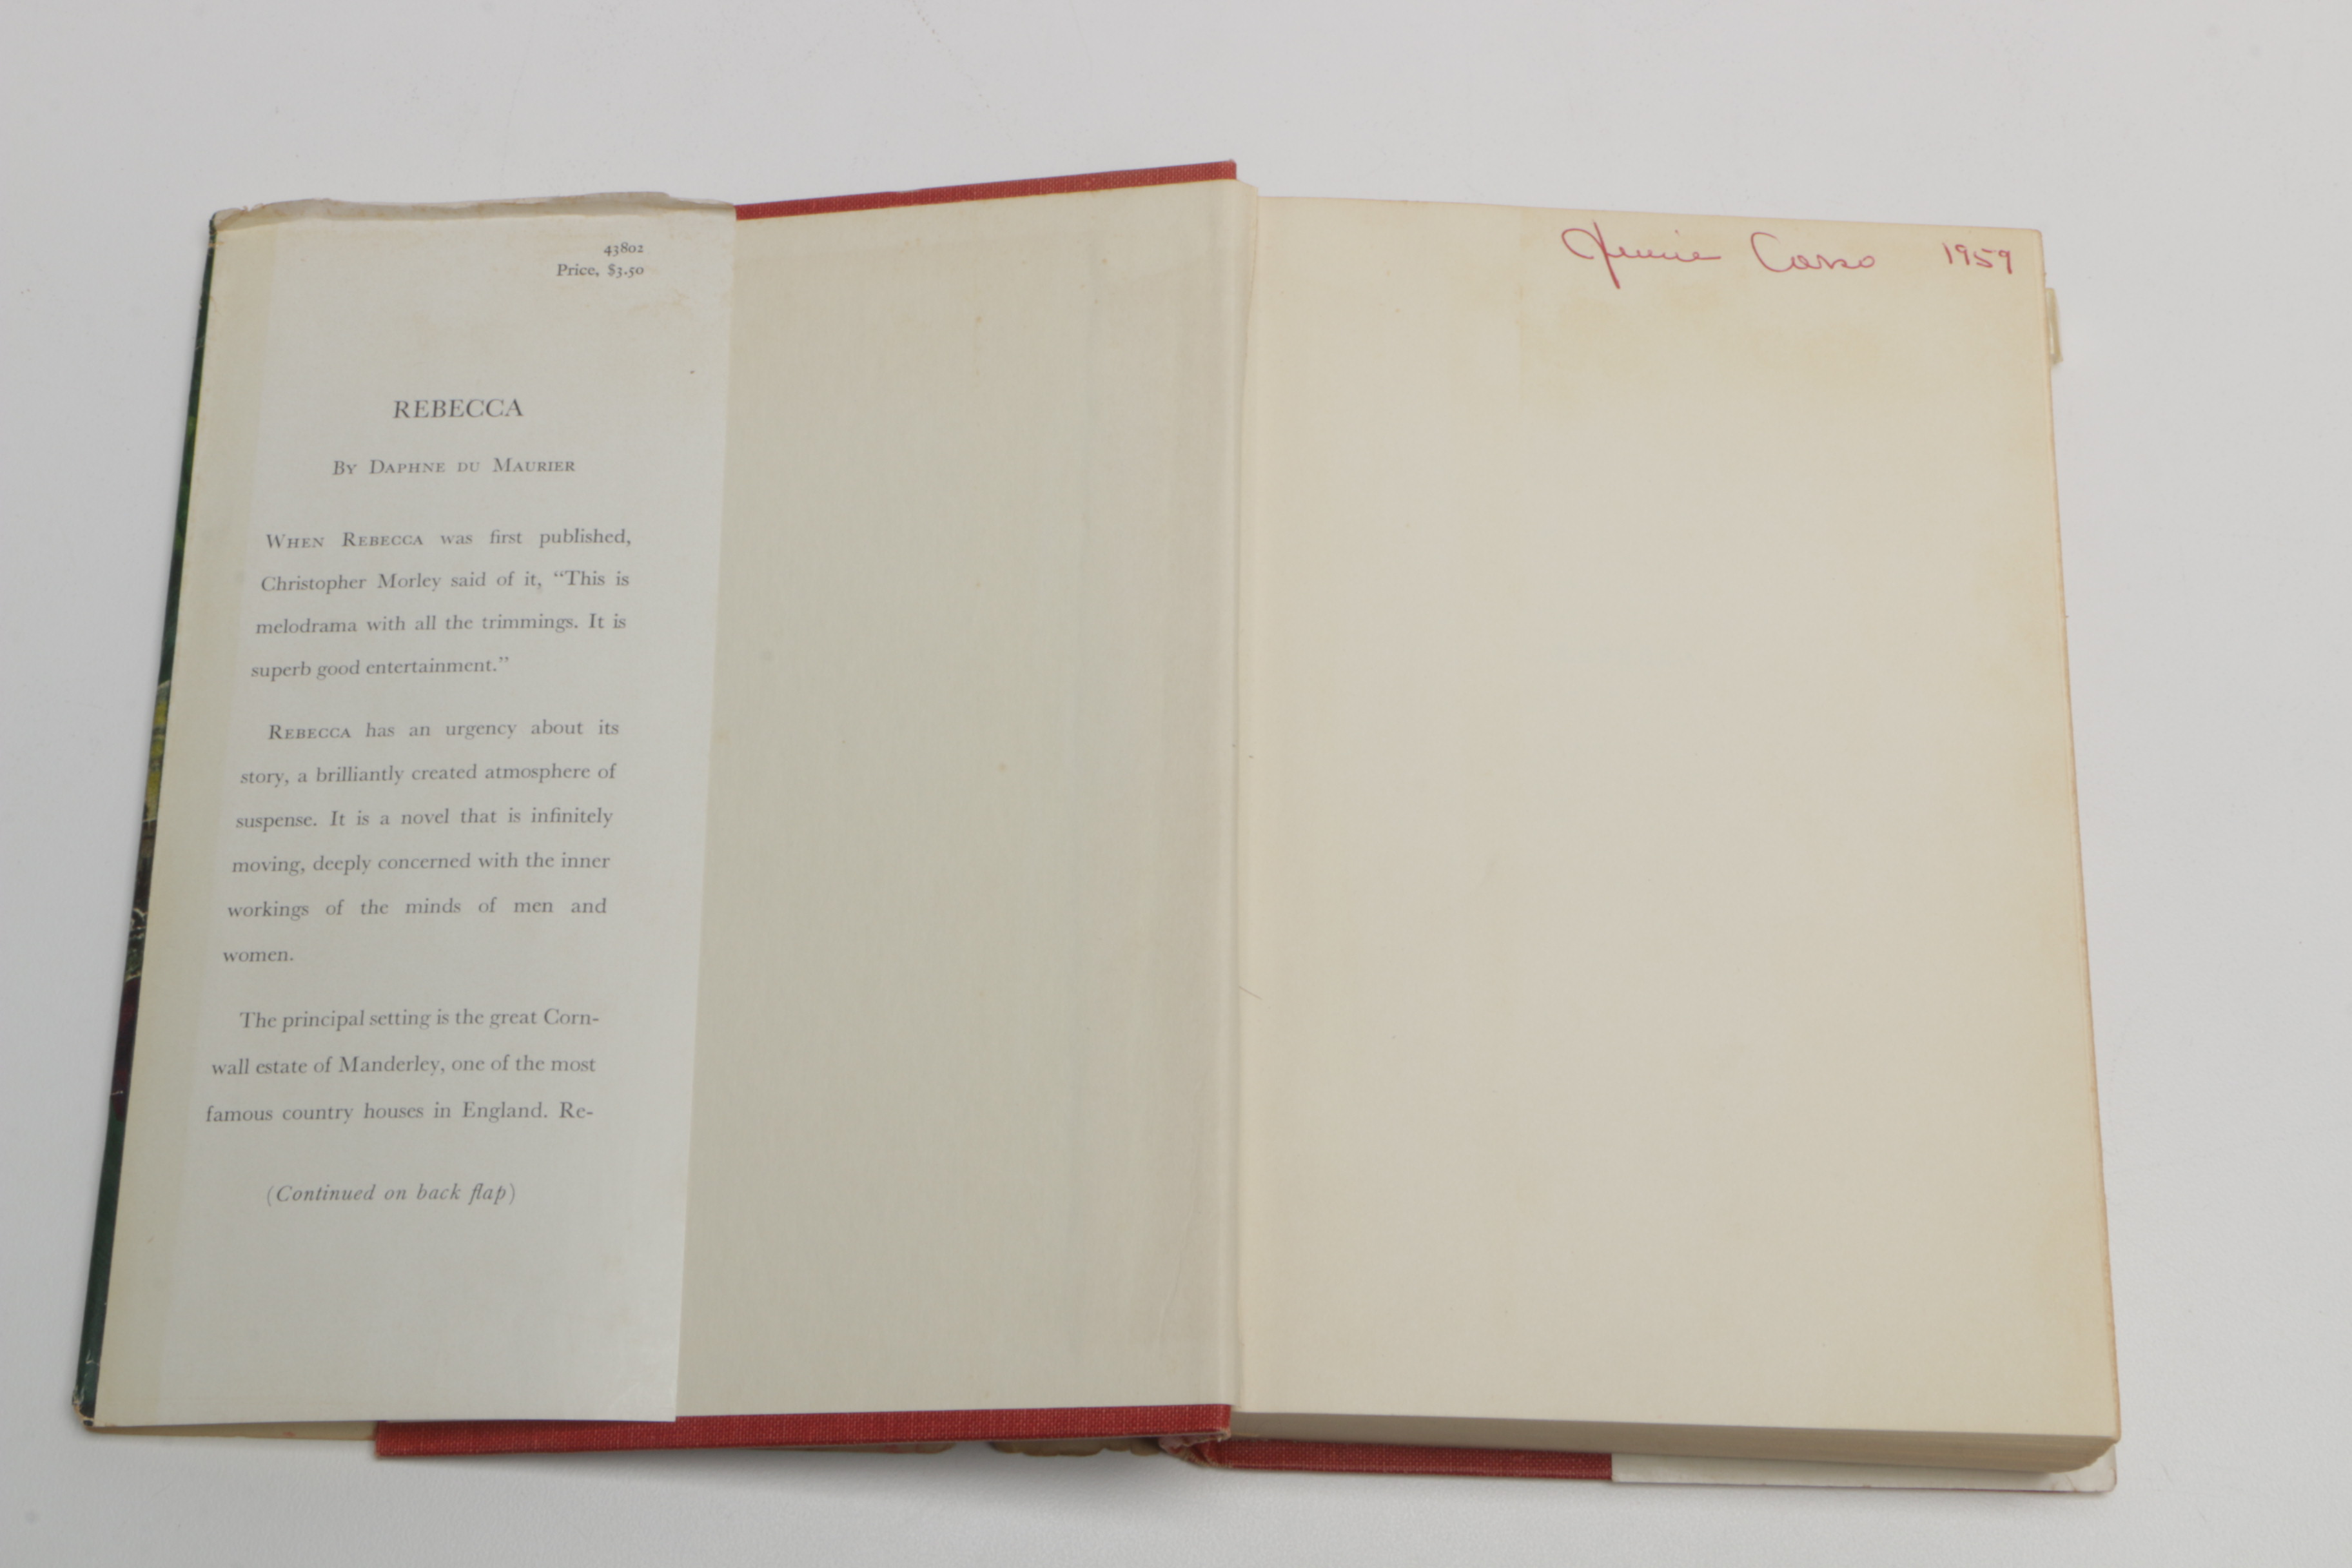 43802
Price, $3.50
REBECCA
By Daphne du Maurier
When Rebecca was first published,
Christopher Morley said of it, “This is
melodrama with all the trimmings. It is
superb good entertainment.”
Rebecca has an urgency about its
story, a brilliantly created atmosphere of
suspense. It is a novel that is infinitely
moving, deeply concerned with the inner
workings of the minds of men and
women.
The principal setting is the great Corn-
wall estate of Manderley, one of the most
famous country houses in England. Re-
(Continued on back flap)
Jennie Corso 1959